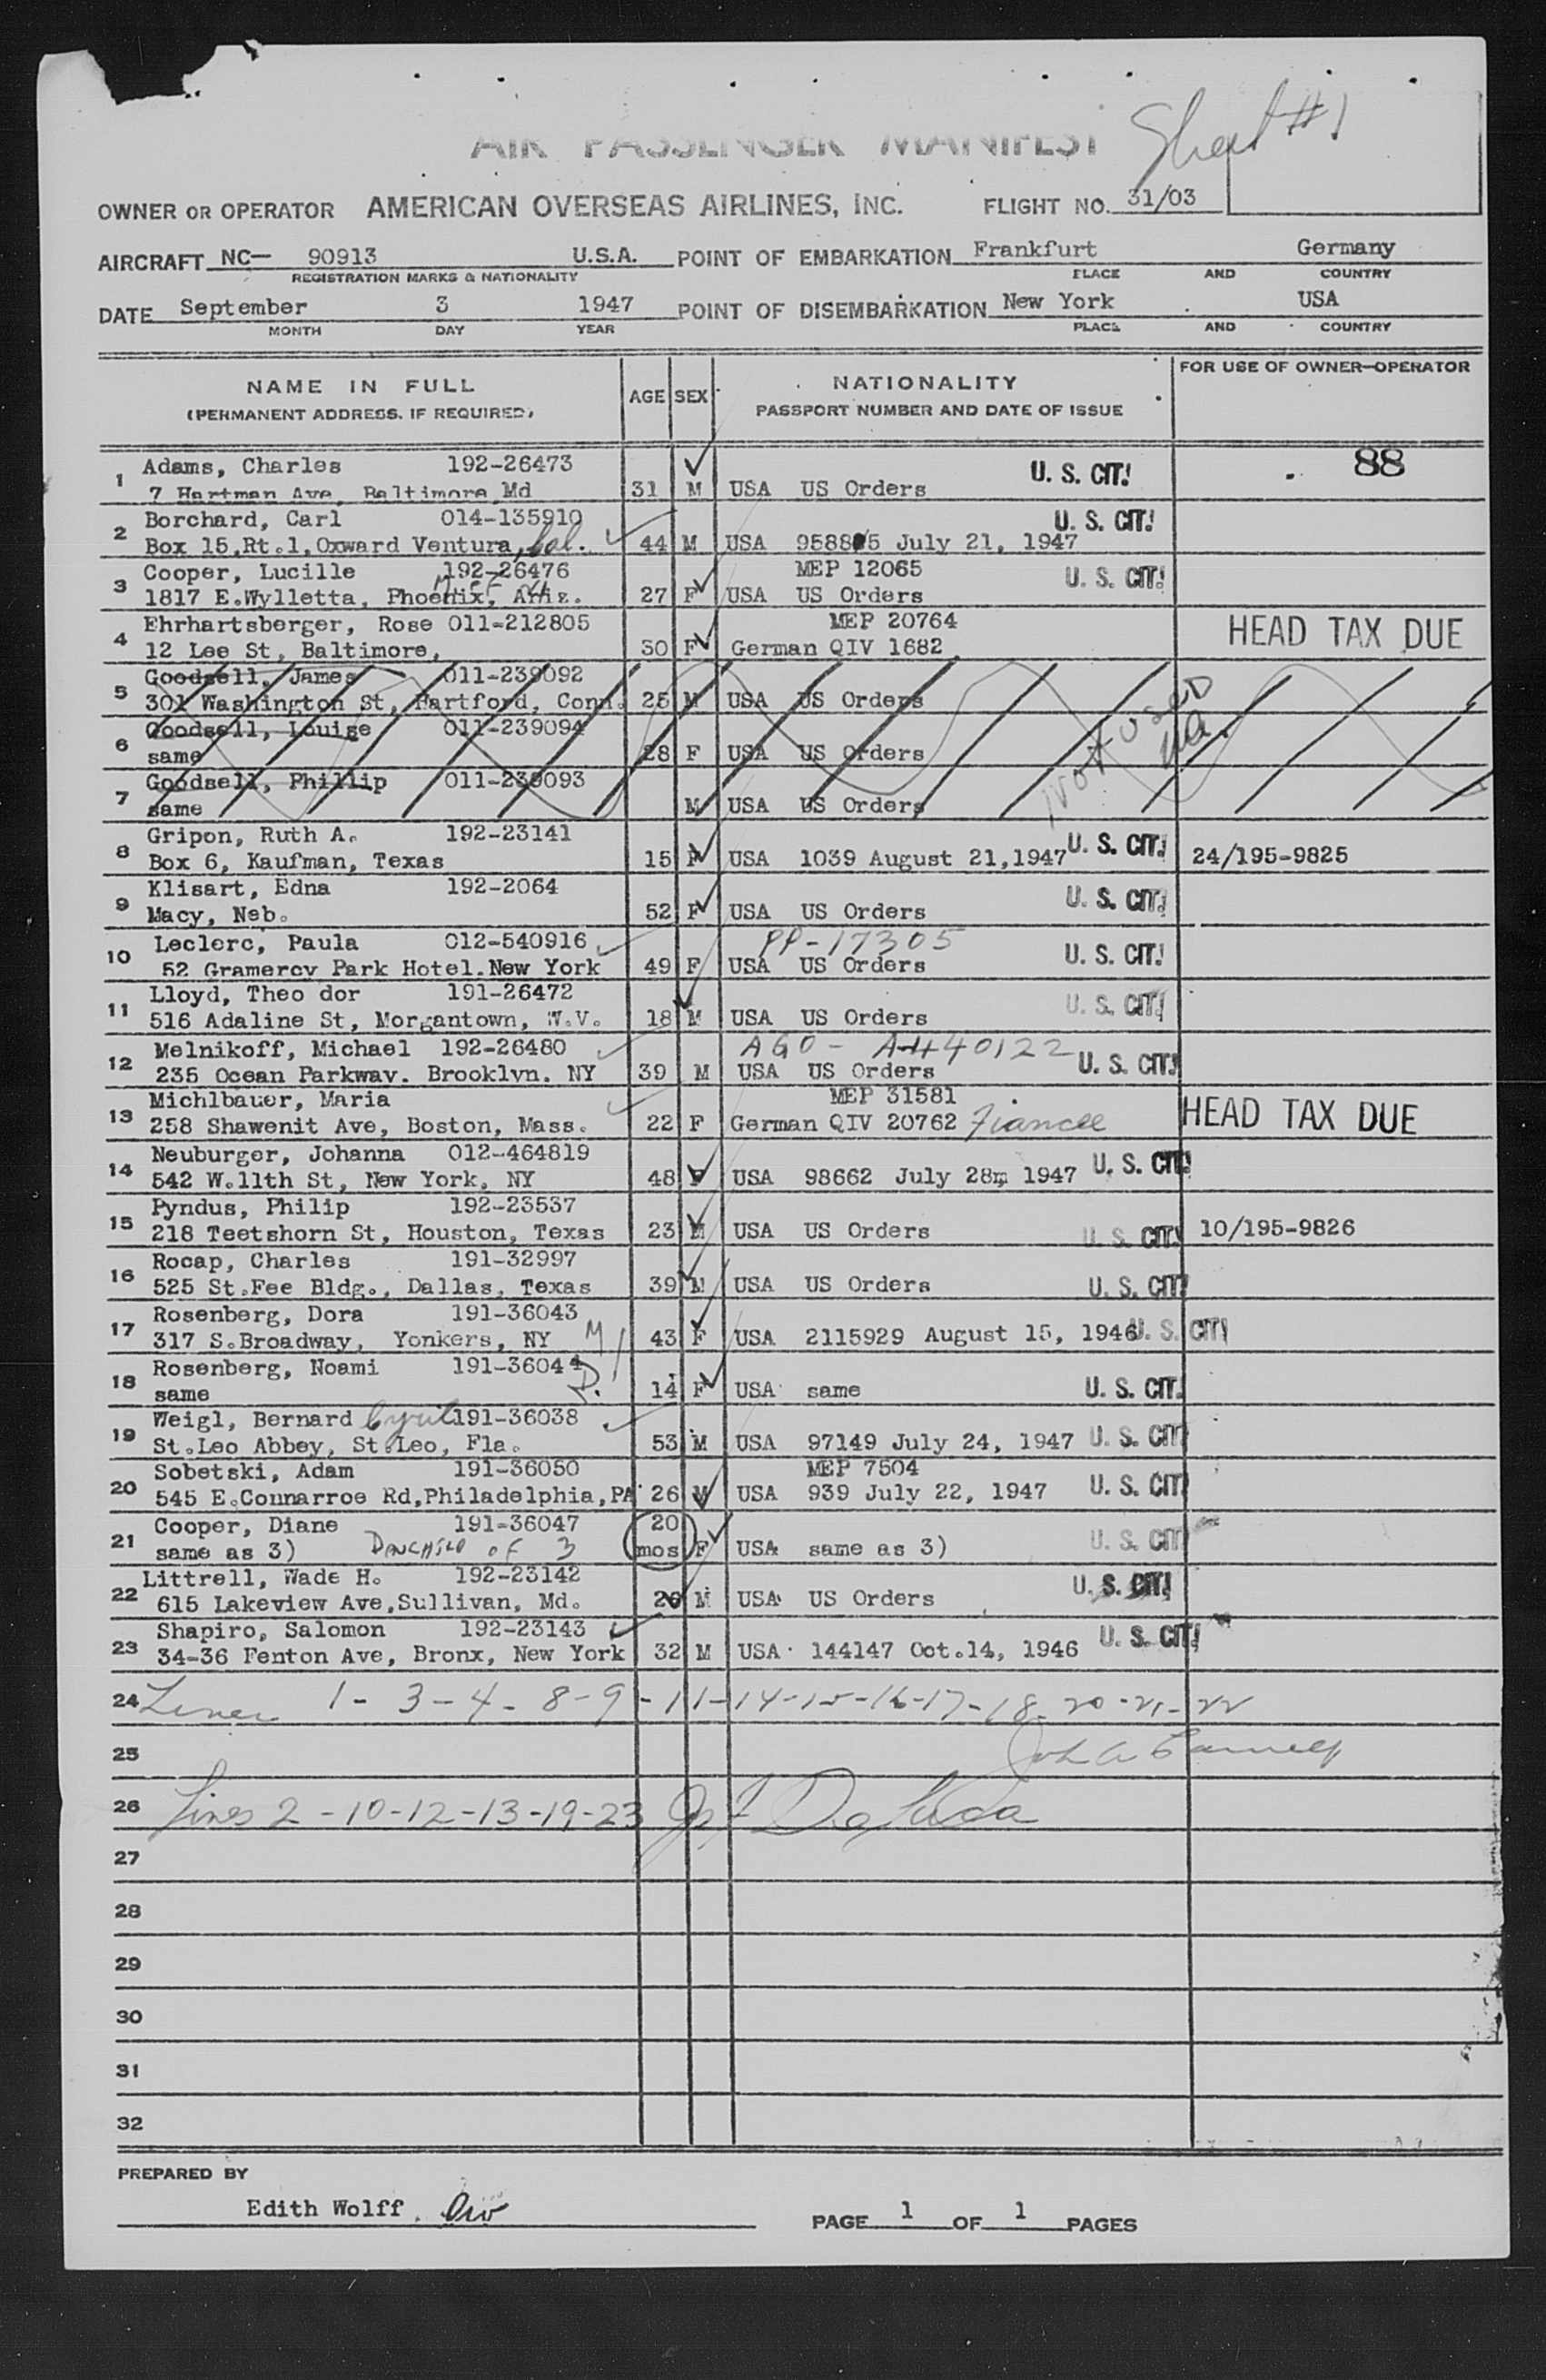 Sheet #1
AIR PASSENGER MANIFEST
OWNER OR OPERATOR AMERICAN OVERSEAS AIRLINES, INC. FLIGHT NO. 31/03
AIRCRAFT NC— 90913 U.S.A. POINT OF EMBARKATION Frankfurt Germany
REGISTRATION MARKS & NATIONALITY PLACE AND COUNTRY
DATE September 3 1947 POINT OF DISEMBARKATION New York USA
MONTH DAY YEAR PLACE AND COUNTRY
NAME IN FULL AGE SEX NATIONALITY FOR USE OF OWNER-OPERATOR
(PERMANENT ADDRESS. IF REQUIRED) PASSPORT NUMBER AND DATE OF ISSUE
1 Adams, Charles 192-26473 U. S. CIT. 88
7 Hartman Ave, Baltimore Md 31 M USA US Orders
2 Borchard, Carl 014-135910 U. S. CIT.
Box 15,Rt.1,Oxward Ventura, Cal. 44 M USA 958805 July 21, 1947
3 Cooper, Lucille 192-26476 MEP 12065 U. S. CIT.
1817 E.Wylletta, Phoenix, Ariz. 27 F USA US Orders
4 Ehrhartsberger, Rose 011-212805 MEP 20764 HEAD TAX DUE
12 Lee St, Baltimore, 30 F German QIV 1682
5 Goodsell, James 011-239092
301 Washington St, Hartford, Conn. 25 M USA US Orders Not used
6 Goodsell, Louise 011-239094
same 28 F USA US Orders
7 Goodsell, Phillip 011-239093
same M USA US Orders
8 Gripon, Ruth A. 192-23141 U. S. CIT.
Box 6, Kaufman, Texas 15 F USA 1039 August 21,1947 24/195-9825
9 Klisart, Edna 192-2064 U. S. CIT.
Macy, Neb. 52 F USA US Orders
10 Leclerc, Paula 012-540916 PP-17305 U. S. CIT.
52 Gramercy Park Hotel.New York 49 F USA US Orders
11 Lloyd, Theo dor 191-26472 U. S. CIT.
516 Adaline St, Morgantown, W.V. 18 M USA US Orders
12 Melnikoff, Michael 192-26480 AGO - A440122 U. S. CIT.
235 Ocean Parkway. Brooklyn. NY 39 M USA US Orders
13 Michlbauer, Maria MEP 31581 HEAD TAX DUE
258 Shawenit Ave, Boston, Mass. 22 F German QIV 20762 Fiancee
14 Neuburger, Johanna 012-464819 U. S. CIT.
542 W.11th St, New York, NY 48 F USA 98662 July 28m 1947
15 Pyndus, Philip 192-23537
218 Teetshorn St, Houston, Texas 23 M USA US Orders U. S. CIT. 10/195-9826
16 Rocap, Charles 191-32997
525 St.Fee Bldg., Dallas, Texas 39 M USA US Orders U. S. CIT.
17 Rosenberg, Dora 191-36043
317 S.Broadway, Yonkers, NY M 43 F USA 2115929 August 15, 1946 U. S. CIT.
18 Rosenberg, Noami 191-36044
same D. 14 F USA same U. S. CIT.
19 Weigl, Bernard Cyril 191-36038
St.Leo Abbey, St.Leo, Fla. 53 M USA 97149 July 24, 1947 U. S. CIT.
20 Sobetski, Adam 191-36050 MEP 7504 U. S. CIT.
545 E.Connarroe Rd,Philadelphia,PA 26 M USA 939 July 22, 1947
21 Cooper, Diane 191-36047 20 U. S. CIT.
same as 3) of 3 mos F USA same as 3)
22 Littrell, Wade H. 192-23142 U. S. CIT.
615 Lakeview Ave,Sullivan, Md. 26 M USA US Orders
23 Shapiro, Salomon 192-23143 U. S. CIT.
34-36 Fenton Ave, Bronx, New York 32 M USA 144147 Oct.14, 1946
24 Lines 1-3-4-8-9-11-14-15-16-17-18-20-21-22
25
26 Lines 2-10-12-13-19-23
27
28
29
30
31
32
PREPARED BY
Edith Wolff
PAGE 1 OF 1 PAGES